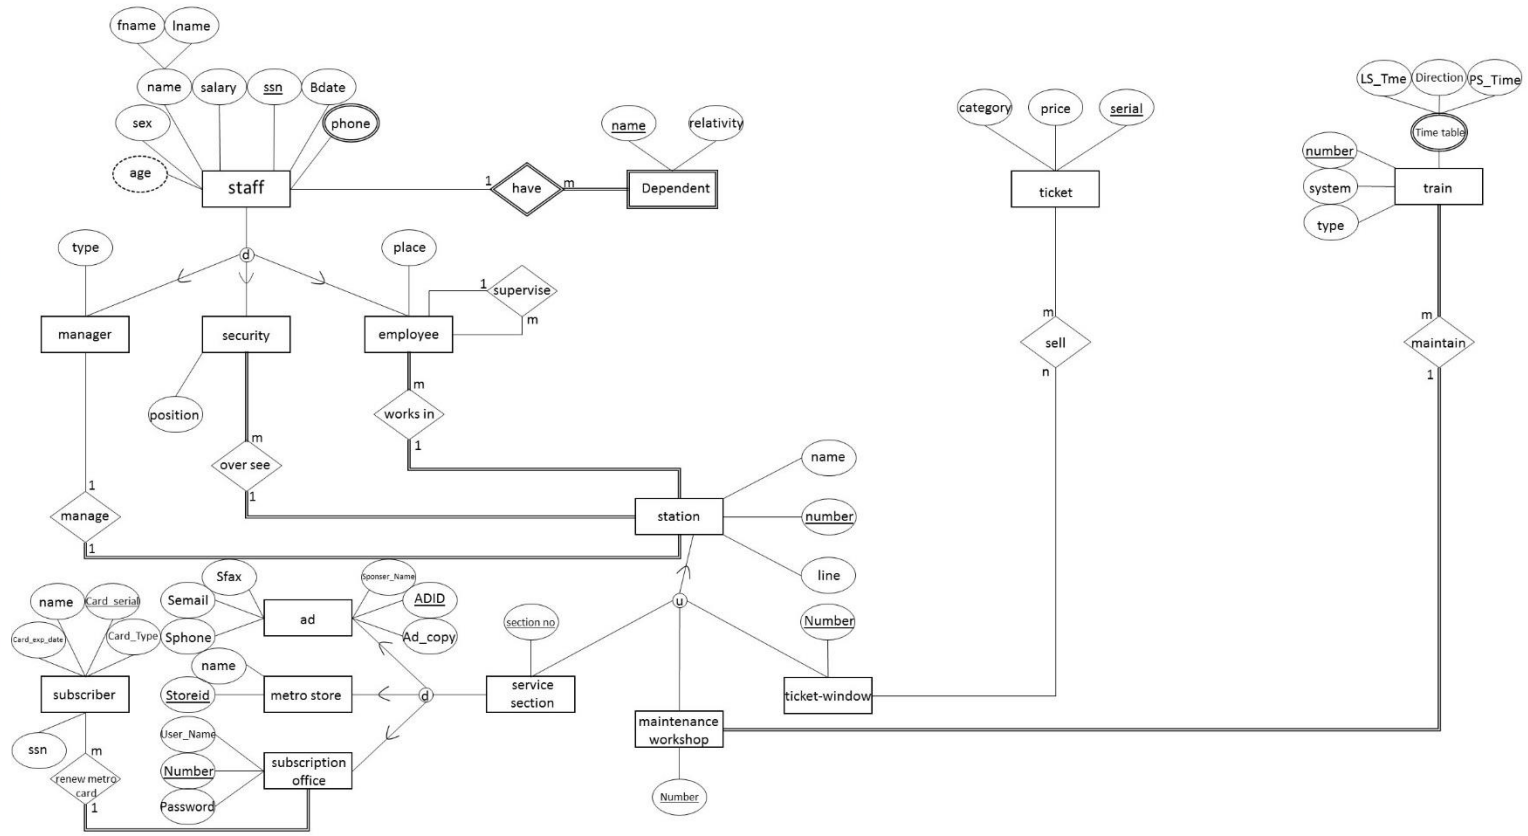 fname
lname
name
salary
ssn
Bdate
sex
phone
age
staff
1
have
m
name
relativity
Dependent
category
price
serial
ticket
LS_Tme
Direction
PS_Time
Time table
number
system
type
train
d
type
place
manager
security
employee
1
supervise
m
position
m
works in
1
m
over see
1
1
manage
1
m
sell
n
m
maintain
1
name
station
number
line
u
Sfax
Semail
Sphone
ad
Sponser_Name
ADID
Ad_copy
name
Card_serial
Card_exp_date
Card_Type
subscriber
ssn
m
renew metro
card
1
name
Storeid
metro store
d
section no
service
section
Number
ticket-window
maintenance
workshop
Number
User_Name
Number
Password
subscription
office